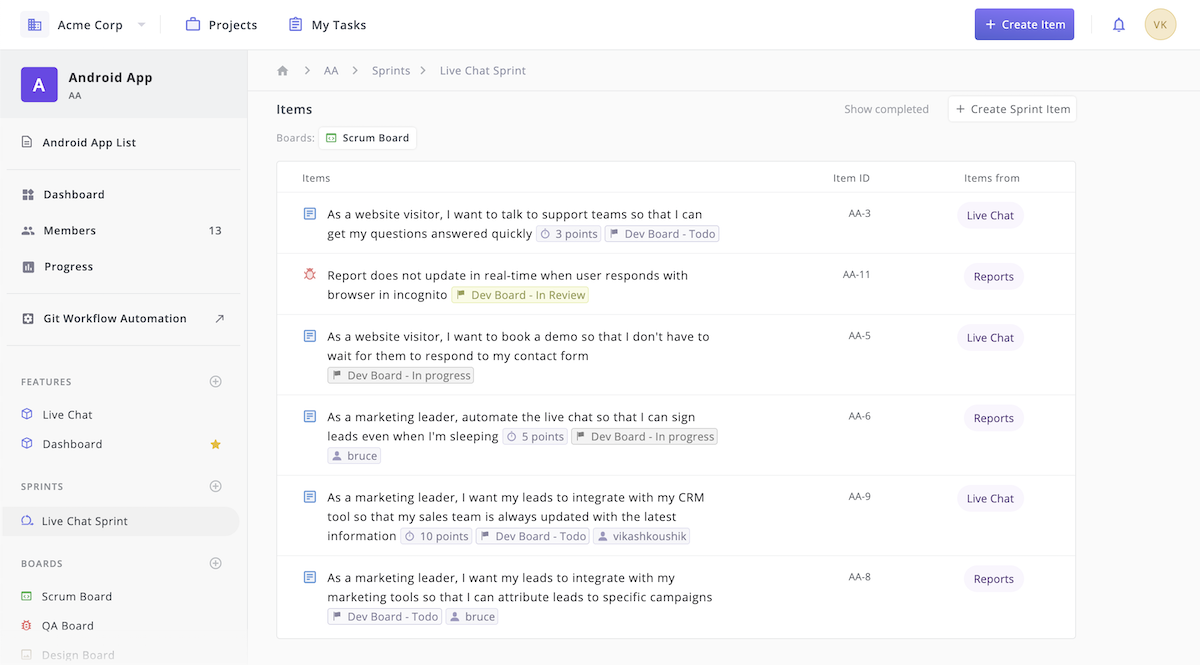 Acme Corp
Projects
My Tasks
+ Create Item
VK
A
Android App
AA
Android App List
Dashboard
Members 13
Progress
Git Workflow Automation
FEATURES
Live Chat
Dashboard
SPRINTS
Live Chat Sprint
BOARDS
Scrum Board
QA Board
Design Board
AA > Sprints > Live Chat Sprint
Items
Show completed
+ Create Sprint Item
Boards: Scrum Board
Items Item ID Items from
As a website visitor, I want to talk to support teams so that I can
get my questions answered quickly 3 points Dev Board - Todo
AA-3
Live Chat
Report does not update in real-time when user responds with
browser in incognito Dev Board - In Review
AA-11
Reports
As a website visitor, I want to book a demo so that I don't have to
wait for them to respond to my contact form
Dev Board - In progress
AA-5
Live Chat
As a marketing leader, automate the live chat so that I can sign
leads even when I'm sleeping 5 points Dev Board - In progress
bruce
AA-6
Reports
As a marketing leader, I want my leads to integrate with my CRM
tool so that my sales team is always updated with the latest
information 10 points Dev Board - Todo vikashkoushik
AA-9
Live Chat
As a marketing leader, I want my leads to integrate with my
marketing tools so that I can attribute leads to specific campaigns
Dev Board - Todo bruce
AA-8
Reports